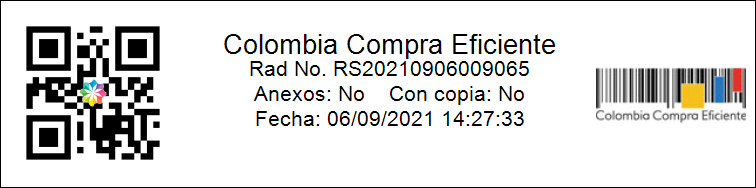 Colombia Compra Eficiente
Rad No. RS20210906009065
Anexos: No    Con copia: No
Fecha: 06/09/2021 14:27:33
Colombia Compra Eficiente